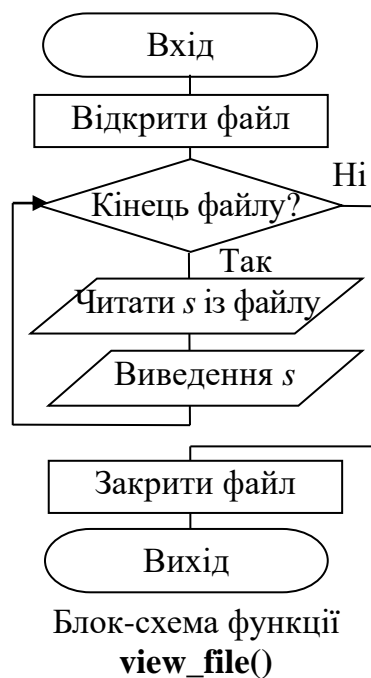 Вхід
Відкрити файл
Кінець файлу?
Ні
Так
Читати s із файлу
Виведення s
Закрити файл
Вихід
Блок-схема функції
view_file()